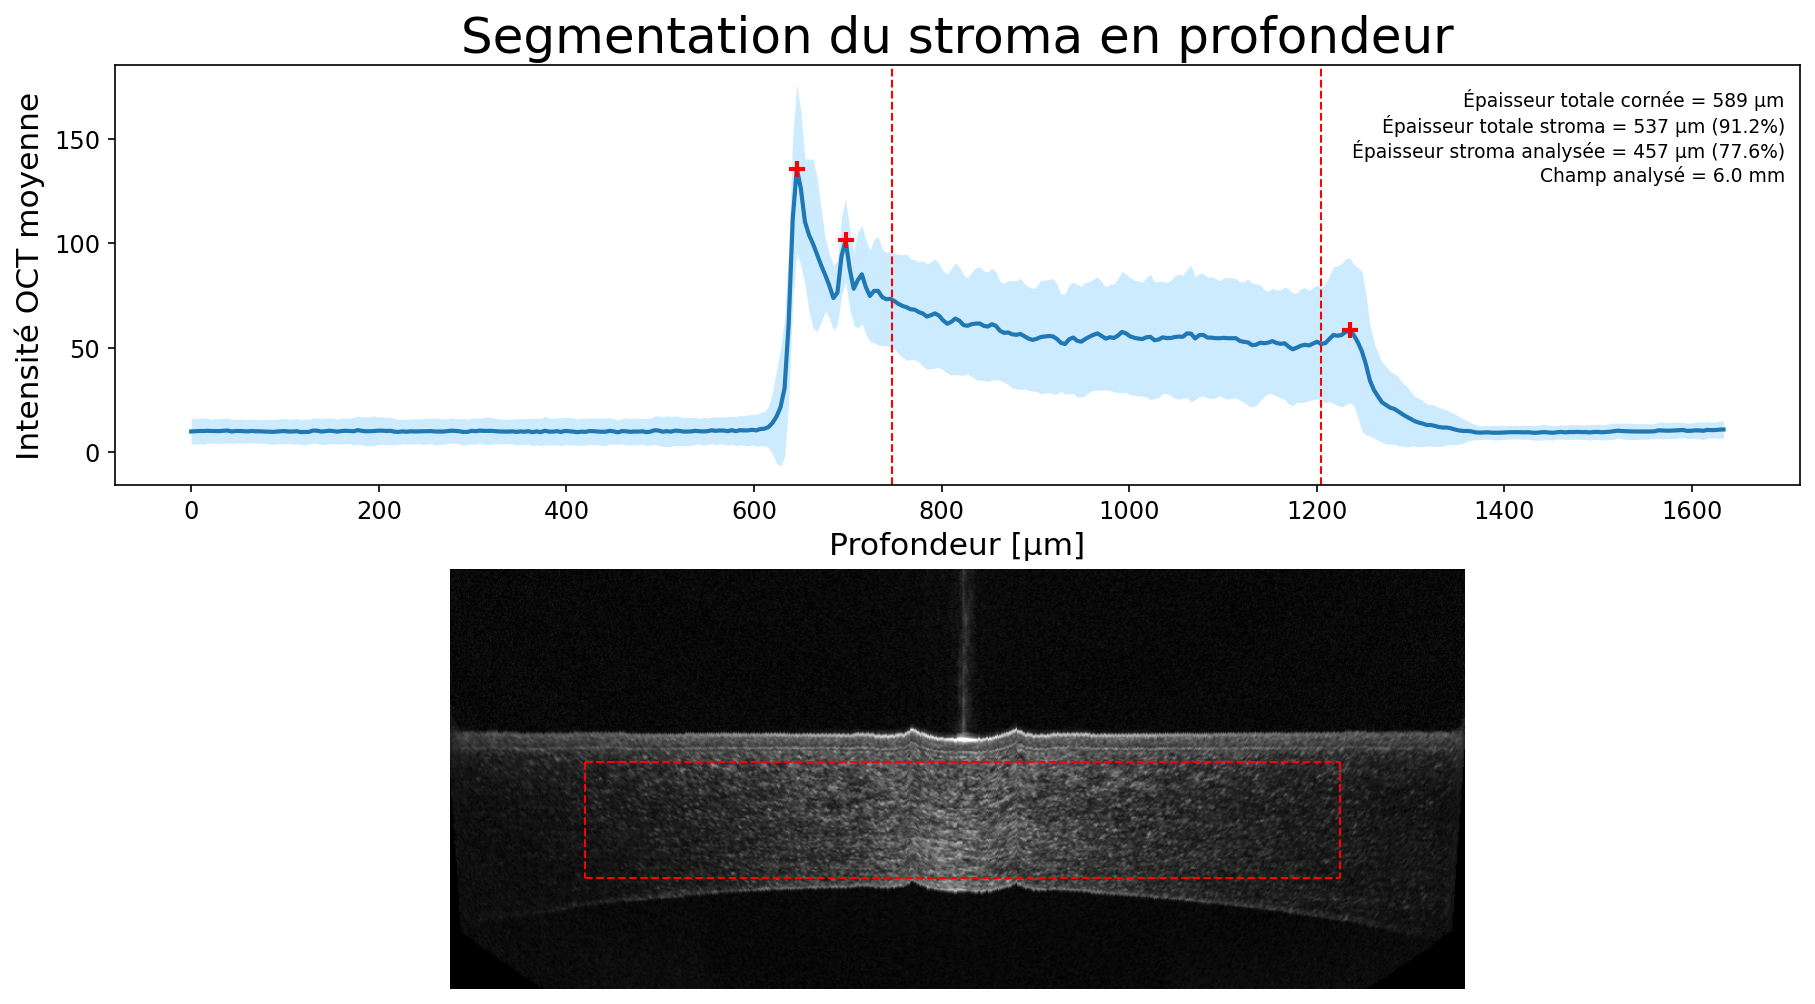 Segmentation du stroma en profondeur
Intensité OCT moyenne
150
100
50
0
Épaisseur totale cornée = 589 µm
Épaisseur totale stroma = 537 µm (91.2%)
Épaisseur stroma analysée = 457 µm (77.6%)
Champ analysé = 6.0 mm
0 200 400 600 800 1000 1200 1400 1600
Profondeur [µm]